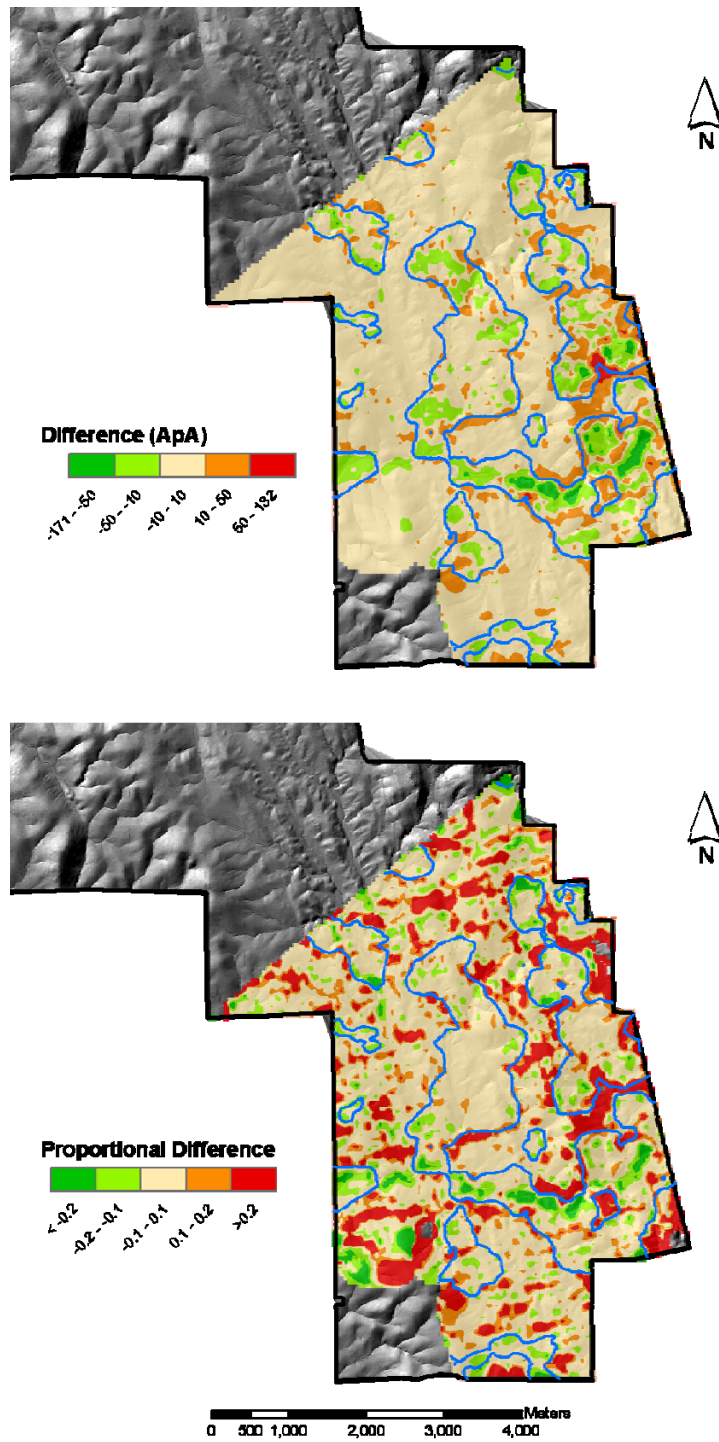 N
Difference (ApA)
-171 - -50
-50 - -10
-10 - 10
10 - 50
50 - 132
N
Proportional Difference
< -0.2
-0.2 - -0.1
-0.1 - 0.1
0.1 - 0.2
>0.2
Meters
0 500 1,000 2,000 3,000 4,000